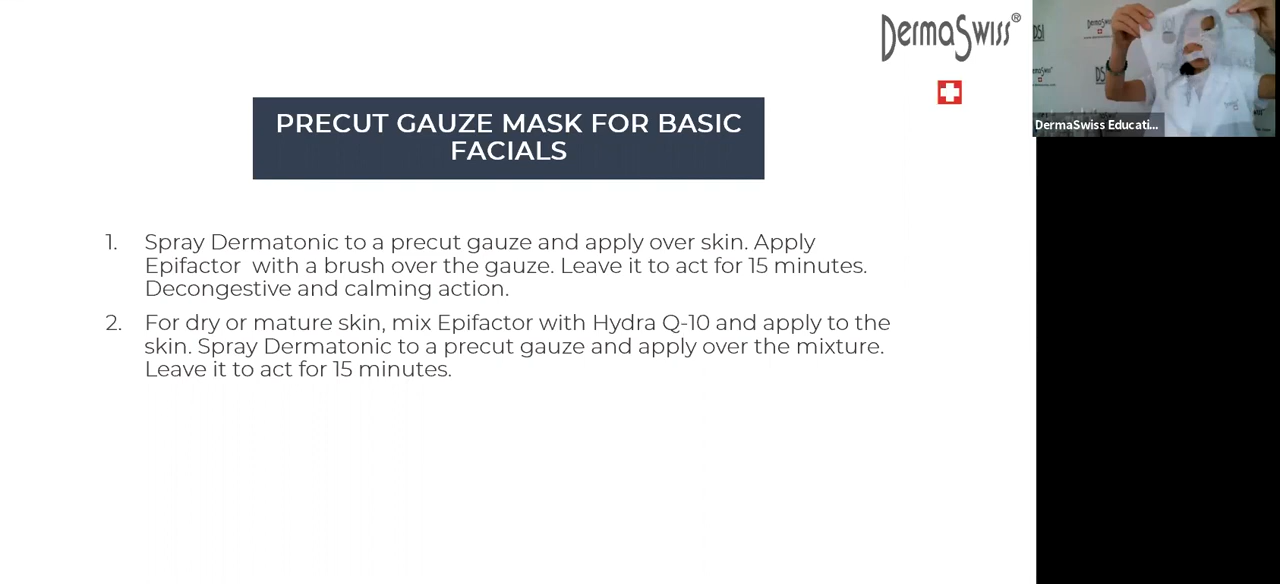 DermaSwiss®
PRECUT GAUZE MASK FOR BASIC
FACIALS
1. Spray Dermatonic to a precut gauze and apply over skin. Apply
Epifactor with a brush over the gauze. Leave it to act for 15 minutes.
Decongestive and calming action.
2. For dry or mature skin, mix Epifactor with Hydra Q-10 and apply to the
skin. Spray Dermatonic to a precut gauze and apply over the mixture.
Leave it to act for 15 minutes.
DermaSwiss Educati...
DSI